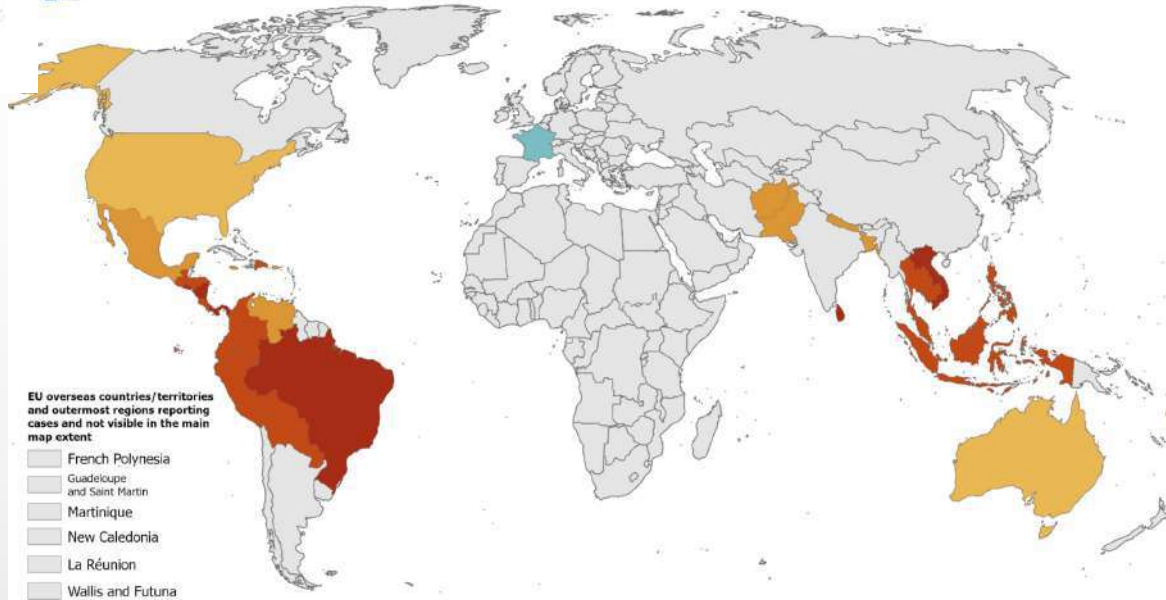 EU overseas countries/territories
and outermost regions reporting
cases and not visible in the main
map extent
French Polynesia
Guadeloupe
and Saint Martin
Martinique
New Caledonia
La Réunion
Wallis and Futuna